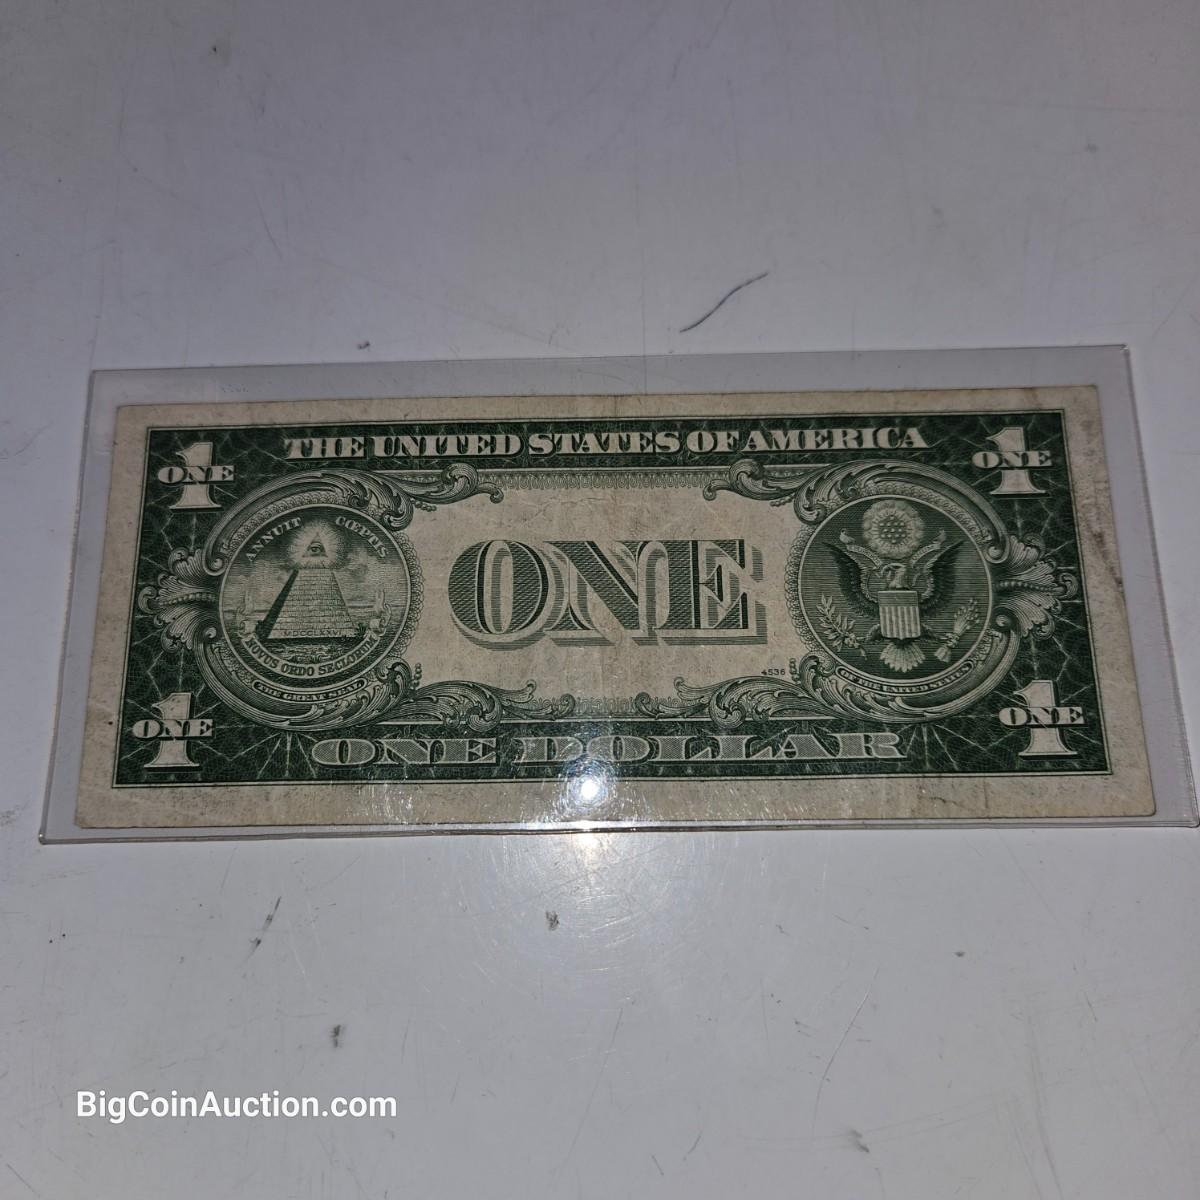 THE UNITED STATES OF AMERICA
1 ONE
1 ONE
ANNUIT CŒPTIS
MDCCLXXVI
NOVUS ORDO SECLORUM
THE GREAT SEAL
ONE
4536
OF THE UNITED STATES
1 ONE
1 ONE
ONE DOLLAR
BigCoinAuction.com